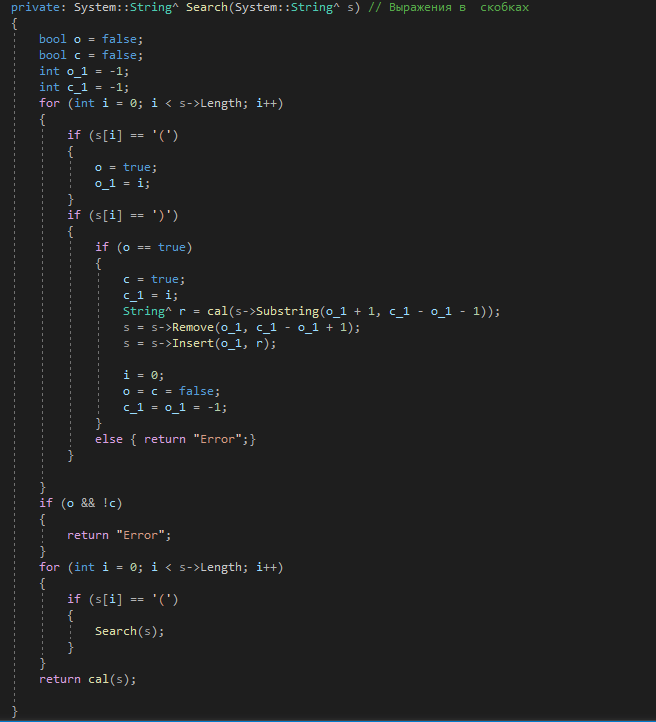 private: System::String^ Search(System::String^ s) // Выражения в  скобках
{
    bool o = false;
    bool c = false;
    int o_1 = -1;
    int c_1 = -1;
    for (int i = 0; i < s->Length; i++)
    {
        if (s[i] == '(')
        {
            o = true;
            o_1 = i;
        }
        if (s[i] == ')')
        {
            if (o == true)
            {
                c = true;
                c_1 = i;
                String^ r = cal(s->Substring(o_1 + 1, c_1 - o_1 - 1));
                s = s->Remove(o_1, c_1 - o_1 + 1);
                s = s->Insert(o_1, r);

                i = 0;
                o = c = false;
                c_1 = o_1 = -1;
            }
            else { return "Error";}
        }

    }
    if (o && !c)
    {
        return "Error";
    }
    for (int i = 0; i < s->Length; i++)
    {
        if (s[i] == '(')
        {
            Search(s);
        }
    }
    return cal(s);

}